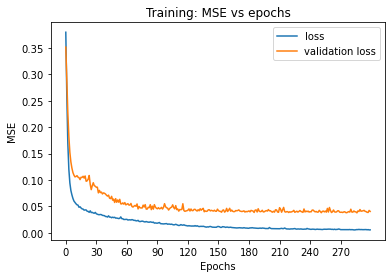 Training: MSE vs epochs
loss
validation loss
MSE
0.35
0.30
0.25
0.20
0.15
0.10
0.05
0.00
0 30 60 90 120 150 180 210 240 270
Epochs